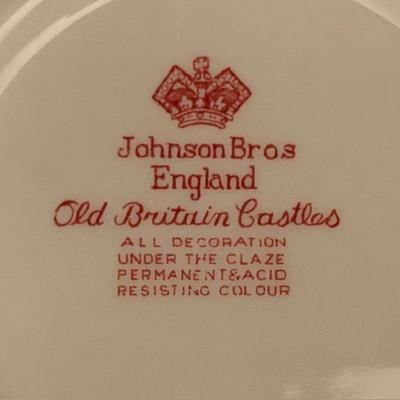 Johnson Bros
England
Old Britain Castles
ALL DECORATION
UNDER THE GLAZE
PERMANENT & ACID
RESISTING COLOUR